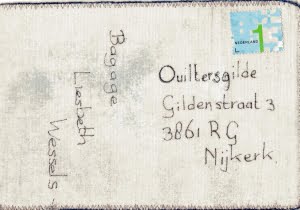 Bagage
Liesbeth
Wessels
NEDERLAND
1
Quiltersgilde
Gildenstraat 3
3861 RG
Nijkerk.